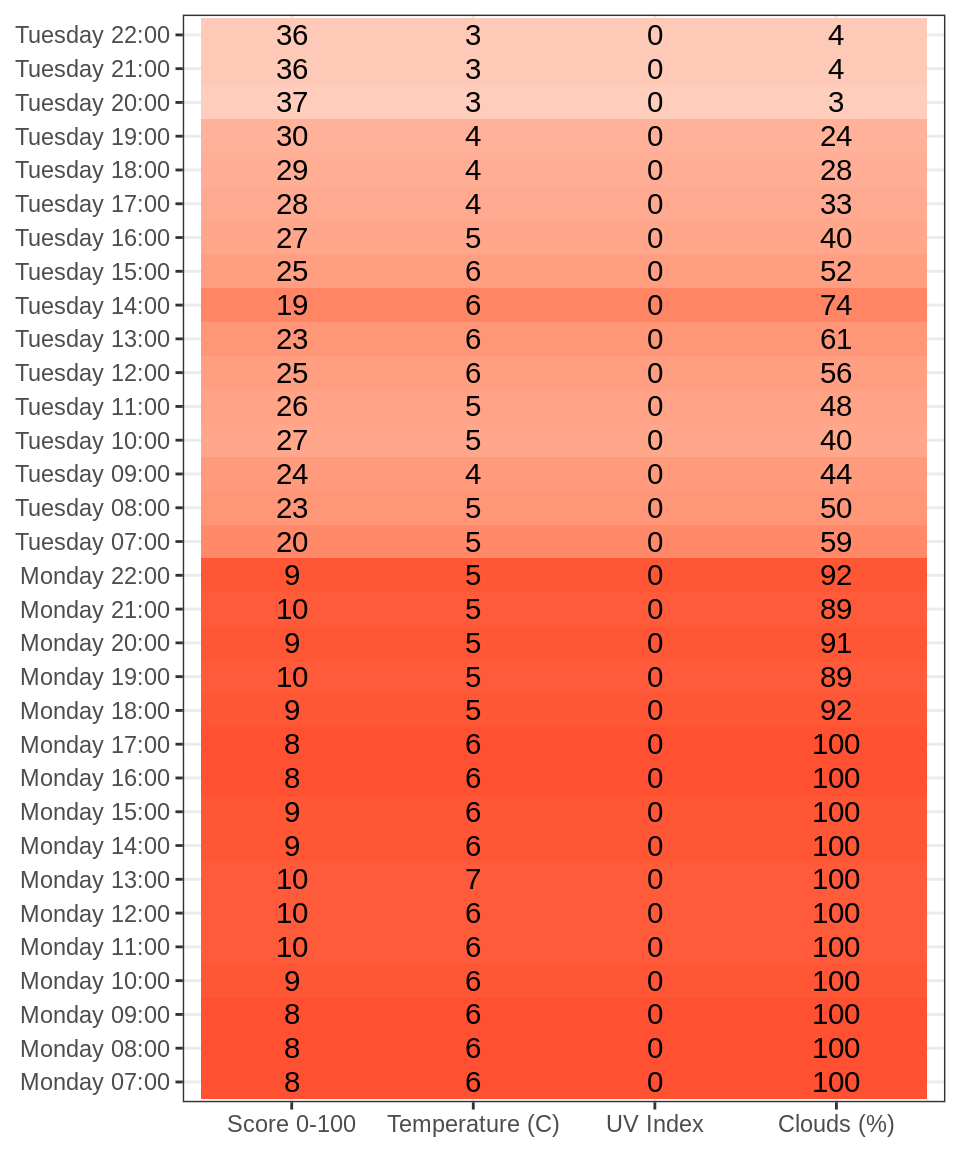 Tuesday 22:00 36 3 0 4
Tuesday 21:00 36 3 0 4
Tuesday 20:00 37 3 0 3
Tuesday 19:00 30 4 0 24
Tuesday 18:00 29 4 0 28
Tuesday 17:00 28 4 0 33
Tuesday 16:00 27 5 0 40
Tuesday 15:00 25 6 0 52
Tuesday 14:00 19 6 0 74
Tuesday 13:00 23 6 0 61
Tuesday 12:00 25 6 0 56
Tuesday 11:00 26 5 0 48
Tuesday 10:00 27 5 0 40
Tuesday 09:00 24 4 0 44
Tuesday 08:00 23 5 0 50
Tuesday 07:00 20 5 0 59
Monday 22:00 9 5 0 92
Monday 21:00 10 5 0 89
Monday 20:00 9 5 0 91
Monday 19:00 10 5 0 89
Monday 18:00 9 5 0 92
Monday 17:00 8 6 0 100
Monday 16:00 8 6 0 100
Monday 15:00 9 6 0 100
Monday 14:00 9 6 0 100
Monday 13:00 10 7 0 100
Monday 12:00 10 6 0 100
Monday 11:00 10 6 0 100
Monday 10:00 9 6 0 100
Monday 09:00 8 6 0 100
Monday 08:00 8 6 0 100
Monday 07:00 8 6 0 100
Score 0-100 Temperature (C) UV Index Clouds (%)